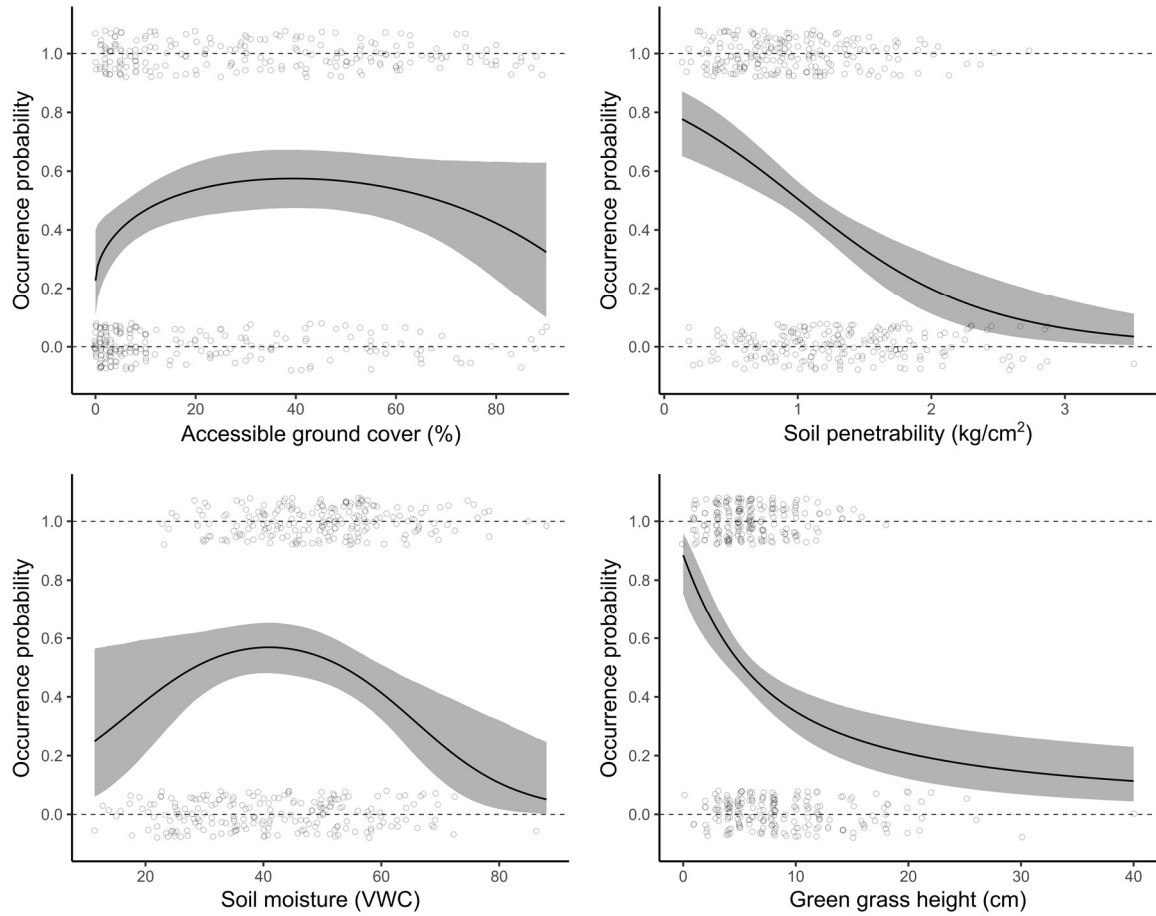 Occurrence probability
1.0
0.8
0.6
0.4
0.2
0.0
0 20 40 60 80
Accessible ground cover (%)
Occurrence probability
1.0
0.8
0.6
0.4
0.2
0.0
0 1 2 3
Soil penetrability (kg/cm²)
Occurrence probability
1.0
0.8
0.6
0.4
0.2
0.0
20 40 60 80
Soil moisture (VWC)
Occurrence probability
1.0
0.8
0.6
0.4
0.2
0.0
0 10 20 30 40
Green grass height (cm)